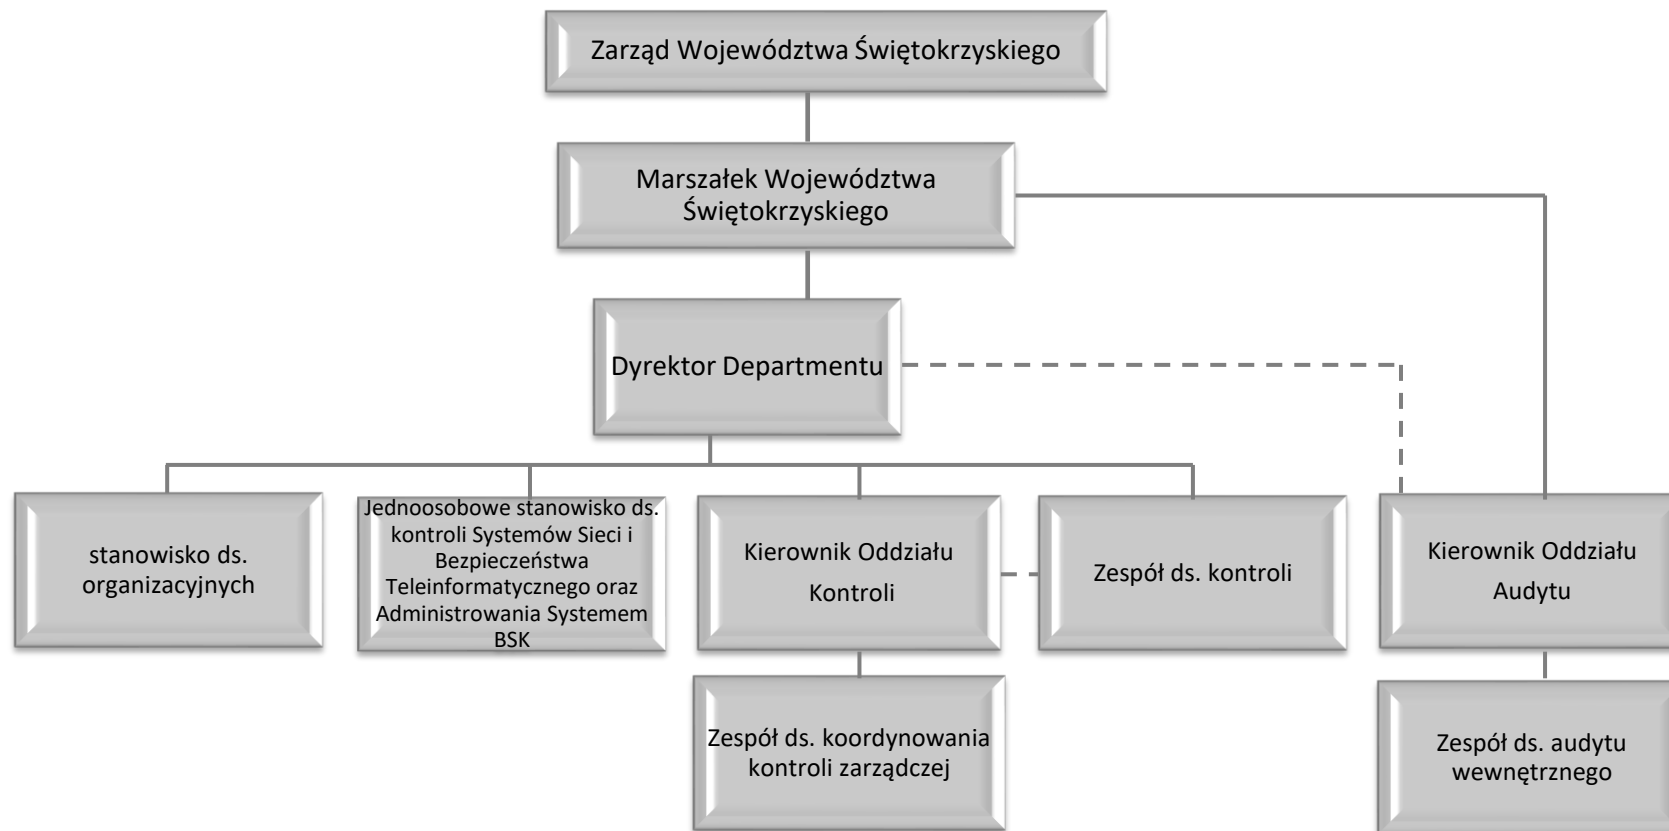 Zarząd Województwa Świętokrzyskiego
Marszałek Województwa
Świętokrzyskiego
Dyrektor Departmentu
stanowisko ds.
organizacyjnych
Jednoosobowe stanowisko ds.
kontroli Systemów Sieci i
Bezpieczeństwa
Teleinformatycznego oraz
Administrowania Systemem
BSK
Kierownik Oddziału
Kontroli
Zespół ds. kontroli
Kierownik Oddziału
Audytu
Zespół ds. koordynowania
kontroli zarządczej
Zespół ds. audytu
wewnętrznego